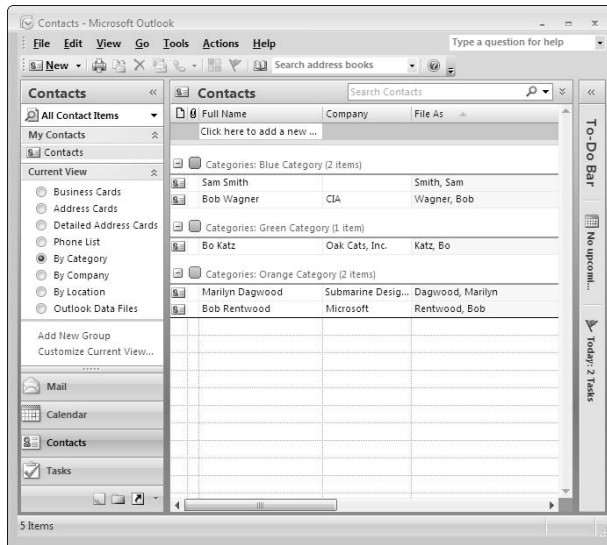 Contacts - Microsoft Outlook
File Edit View Go Tools Actions Help
Type a question for help
New
Search address books
Contacts
All Contact Items
My Contacts
Contacts
Current View
Business Cards
Address Cards
Detailed Address Cards
Phone List
By Category
By Company
By Location
Outlook Data Files
Add New Group
Customize Current View...
Mail
Calendar
Contacts
Tasks
Contacts
Search Contacts
Full Name Company File As
Click here to add a new ...
Categories: Blue Category (2 items)
Sam Smith Smith, Sam
Bob Wagner CIA Wagner, Bob
Categories: Green Category (1 item)
Bo Katz Oak Cats, Inc. Katz, Bo
Categories: Orange Category (2 items)
Marilyn Dagwood Submarine Desig... Dagwood, Marilyn
Bob Rentwood Microsoft Rentwood, Bob
To-Do Bar
No upcomi...
Today: 2 Tasks
5 Items